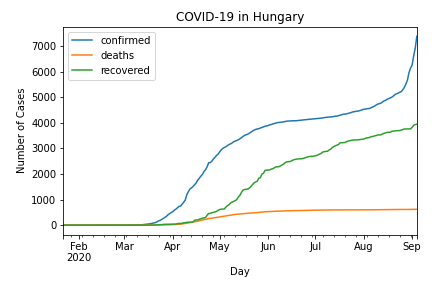 COVID-19 in Hungary
confirmed
deaths
recovered
Number of Cases
7000
6000
5000
4000
3000
2000
1000
0
Feb Mar Apr May Jun Jul Aug Sep
2020
Day